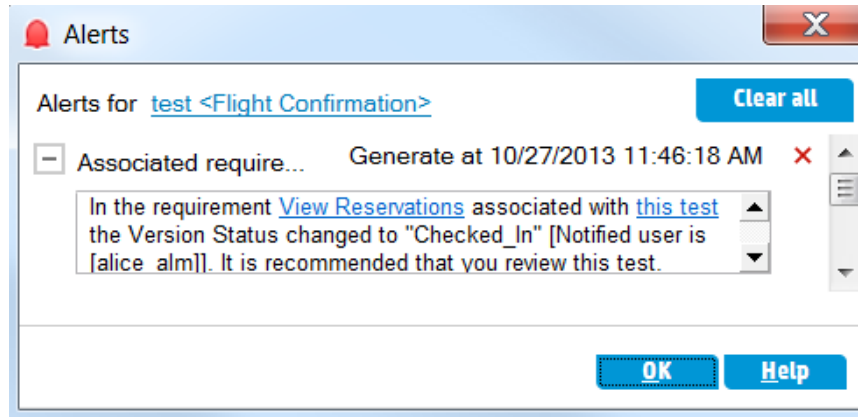 Alerts
Alerts for test <Flight Confirmation>
Clear all
Associated require... Generate at 10/27/2013 11:46:18 AM
In the requirement View Reservations associated with this test
the Version Status changed to "Checked_In" [Notified user is
[alice_alm]]. It is recommended that you review this test.
OK
Help